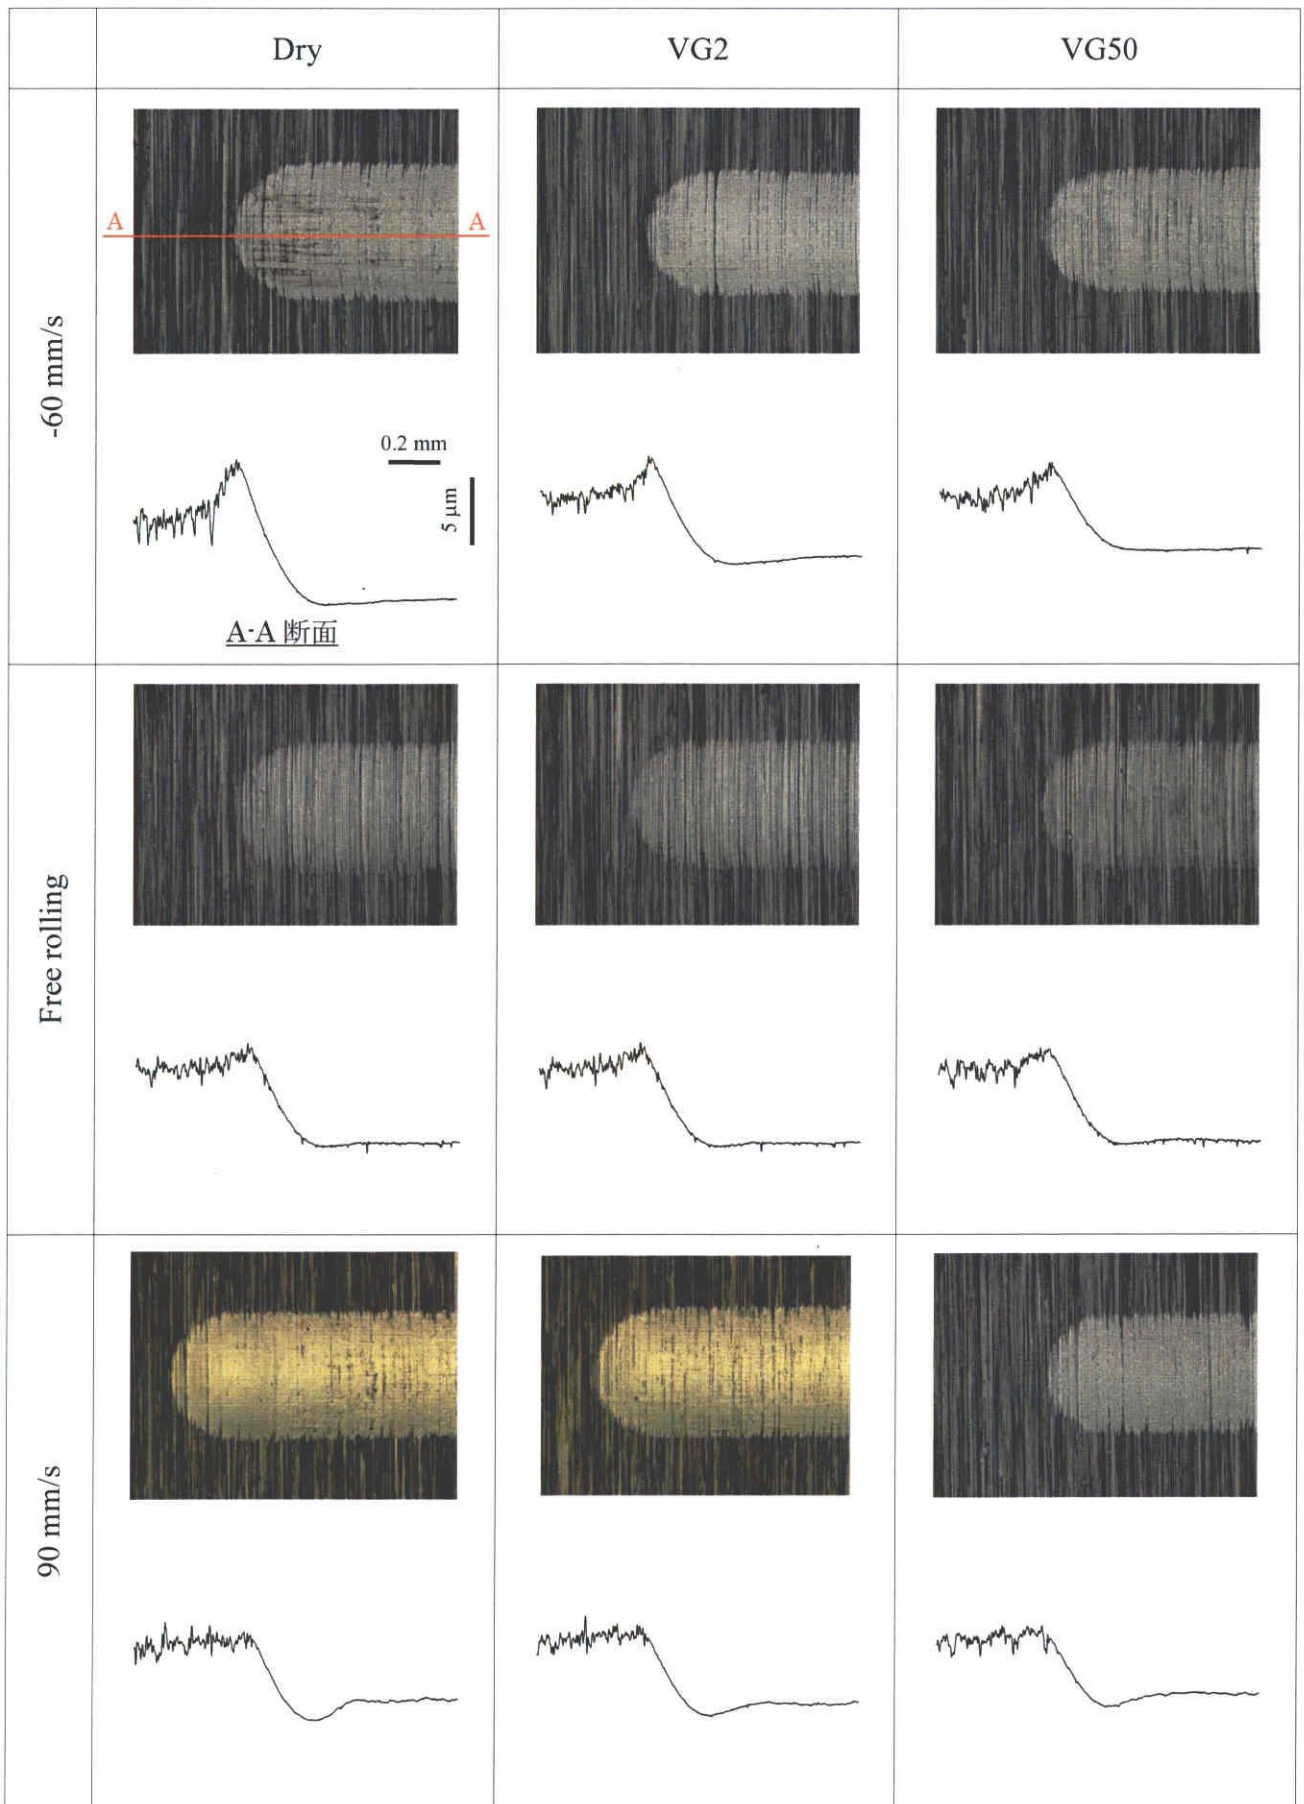 Dry VG2 VG50
-60 mm/s
A A
0.2 mm
5 μm
A-A 断面
Free rolling
90 mm/s